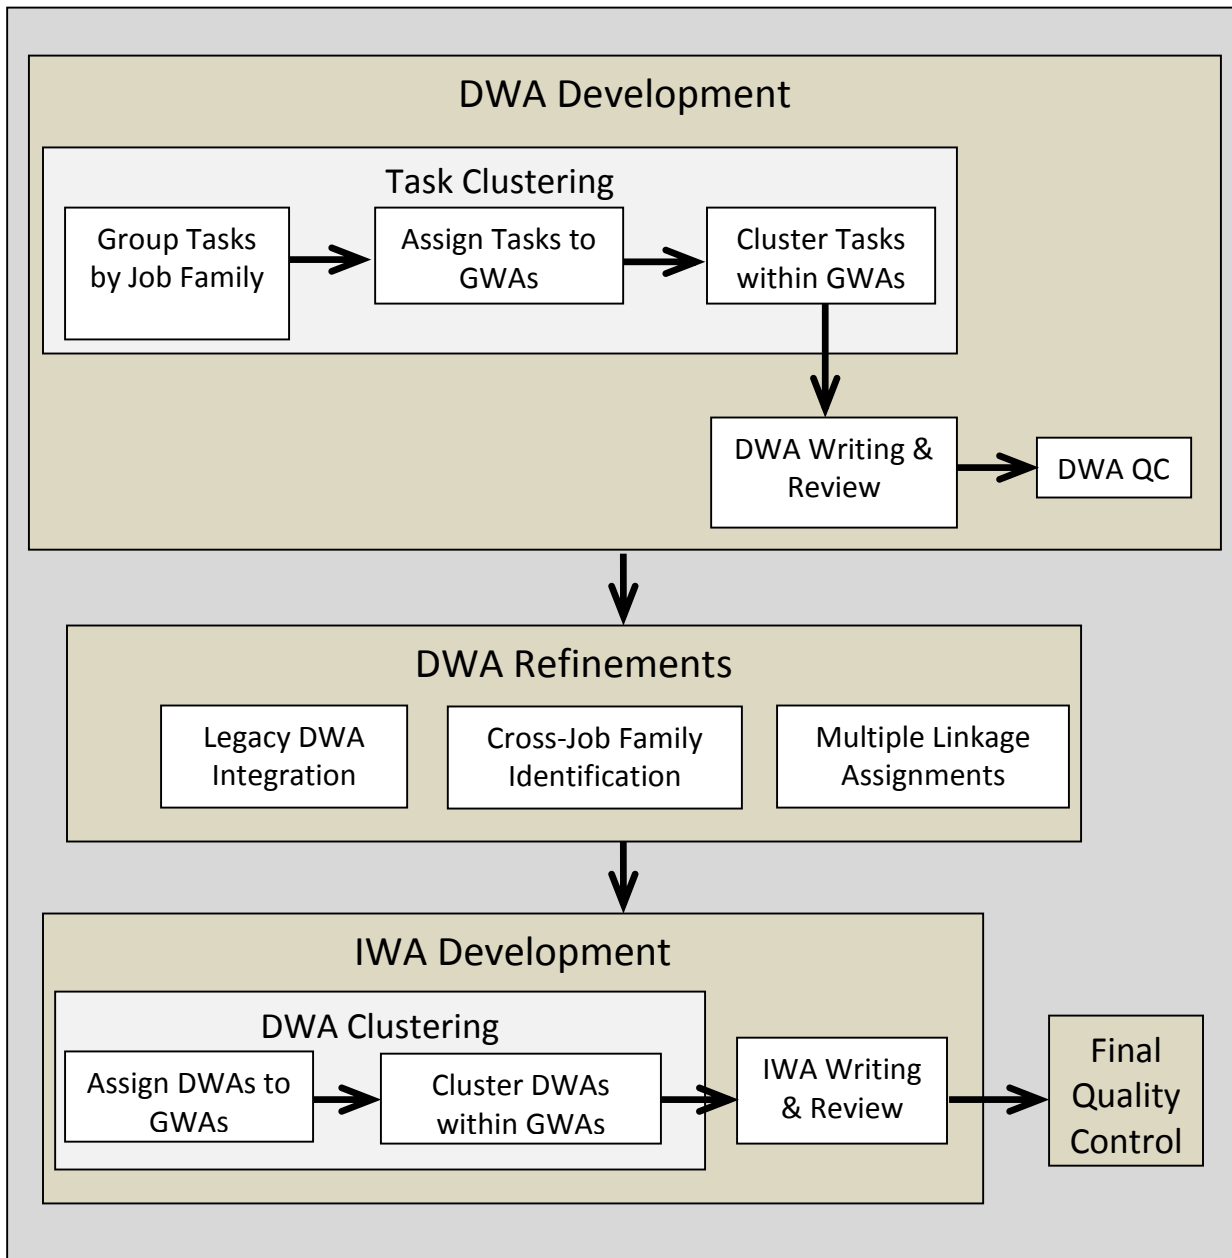 DWA Development
Task Clustering
Group Tasks
by Job Family
Assign Tasks to
GWAs
Cluster Tasks
within GWAs
DWA Writing &
Review
DWA QC
DWA Refinements
Legacy DWA
Integration
Cross-Job Family
Identification
Multiple Linkage
Assignments
IWA Development
DWA Clustering
Assign DWAs to
GWAs
Cluster DWAs
within GWAs
IWA Writing
& Review
Final
Quality
Control